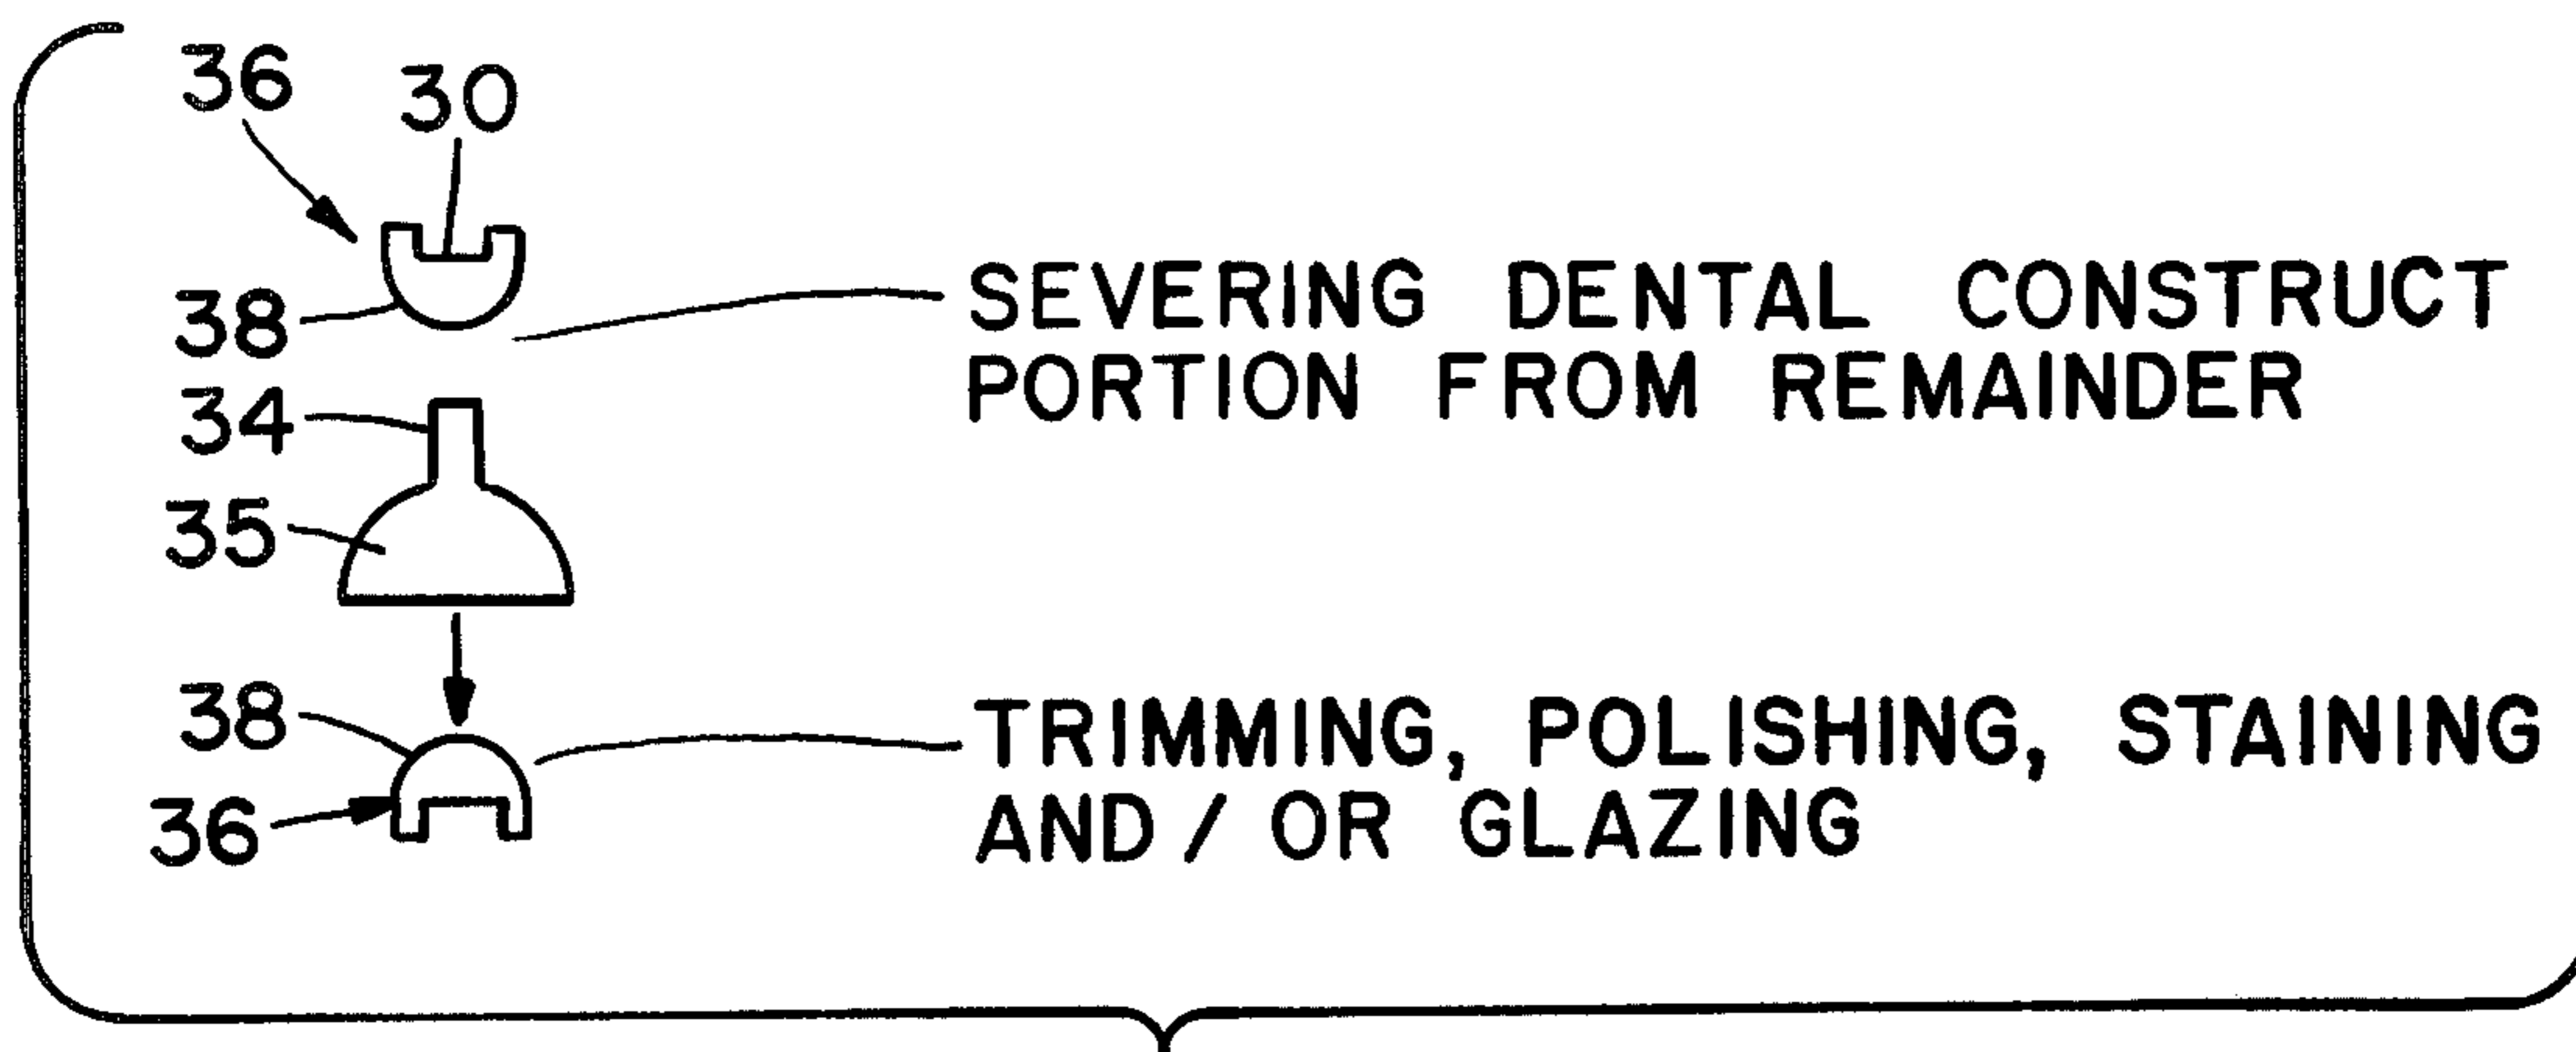 36
30
38
SEVERING DENTAL CONSTRUCT
PORTION FROM REMAINDER
34
35
38
TRIMMING, POLISHING, STAINING
36
AND / OR GLAZING